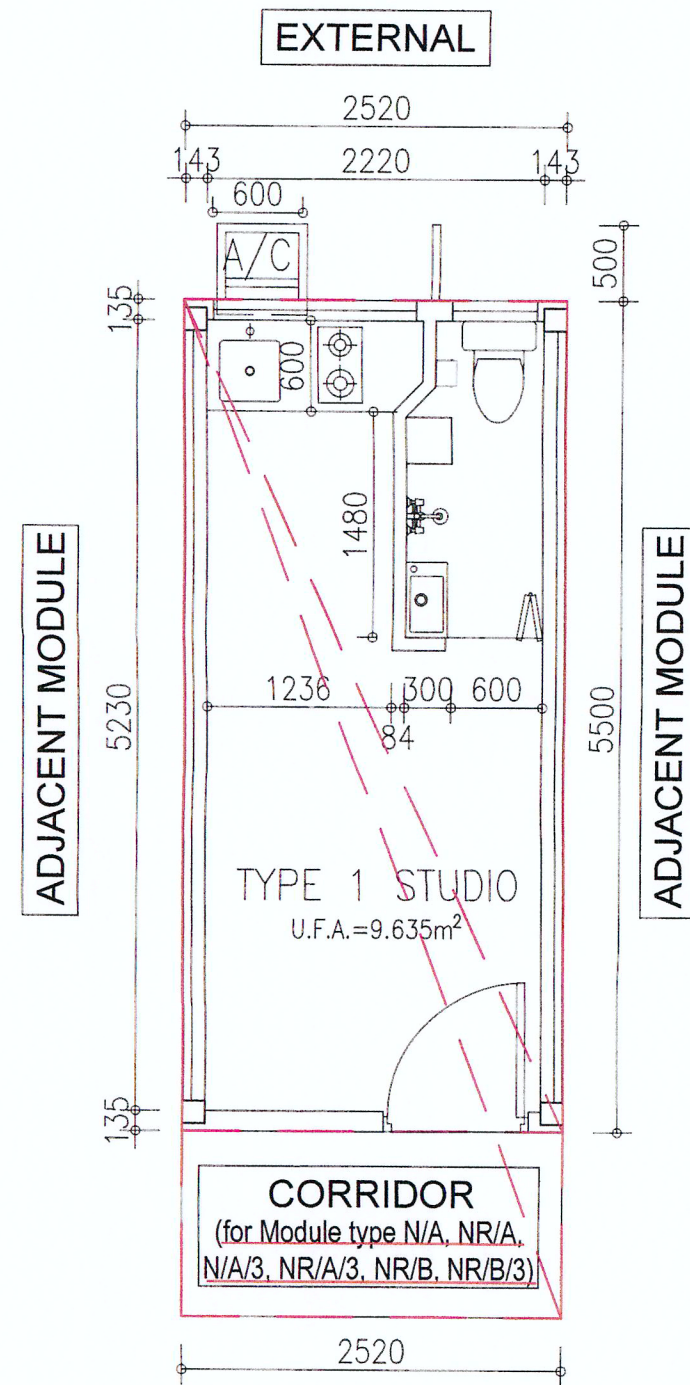 EXTERNAL
2520
143
2220
143
600
A/C
500
135
600
1480
ADJACENT MODULE
5230
1236
300
600
84
5500
ADJACENT MODULE
TYPE 1 STUDIO
U.F.A.=9.635m²
135
CORRIDOR
(for Module type N/A, NR/A,
N/A/3, NR/A/3, NR/B, NR/B/3)
2520